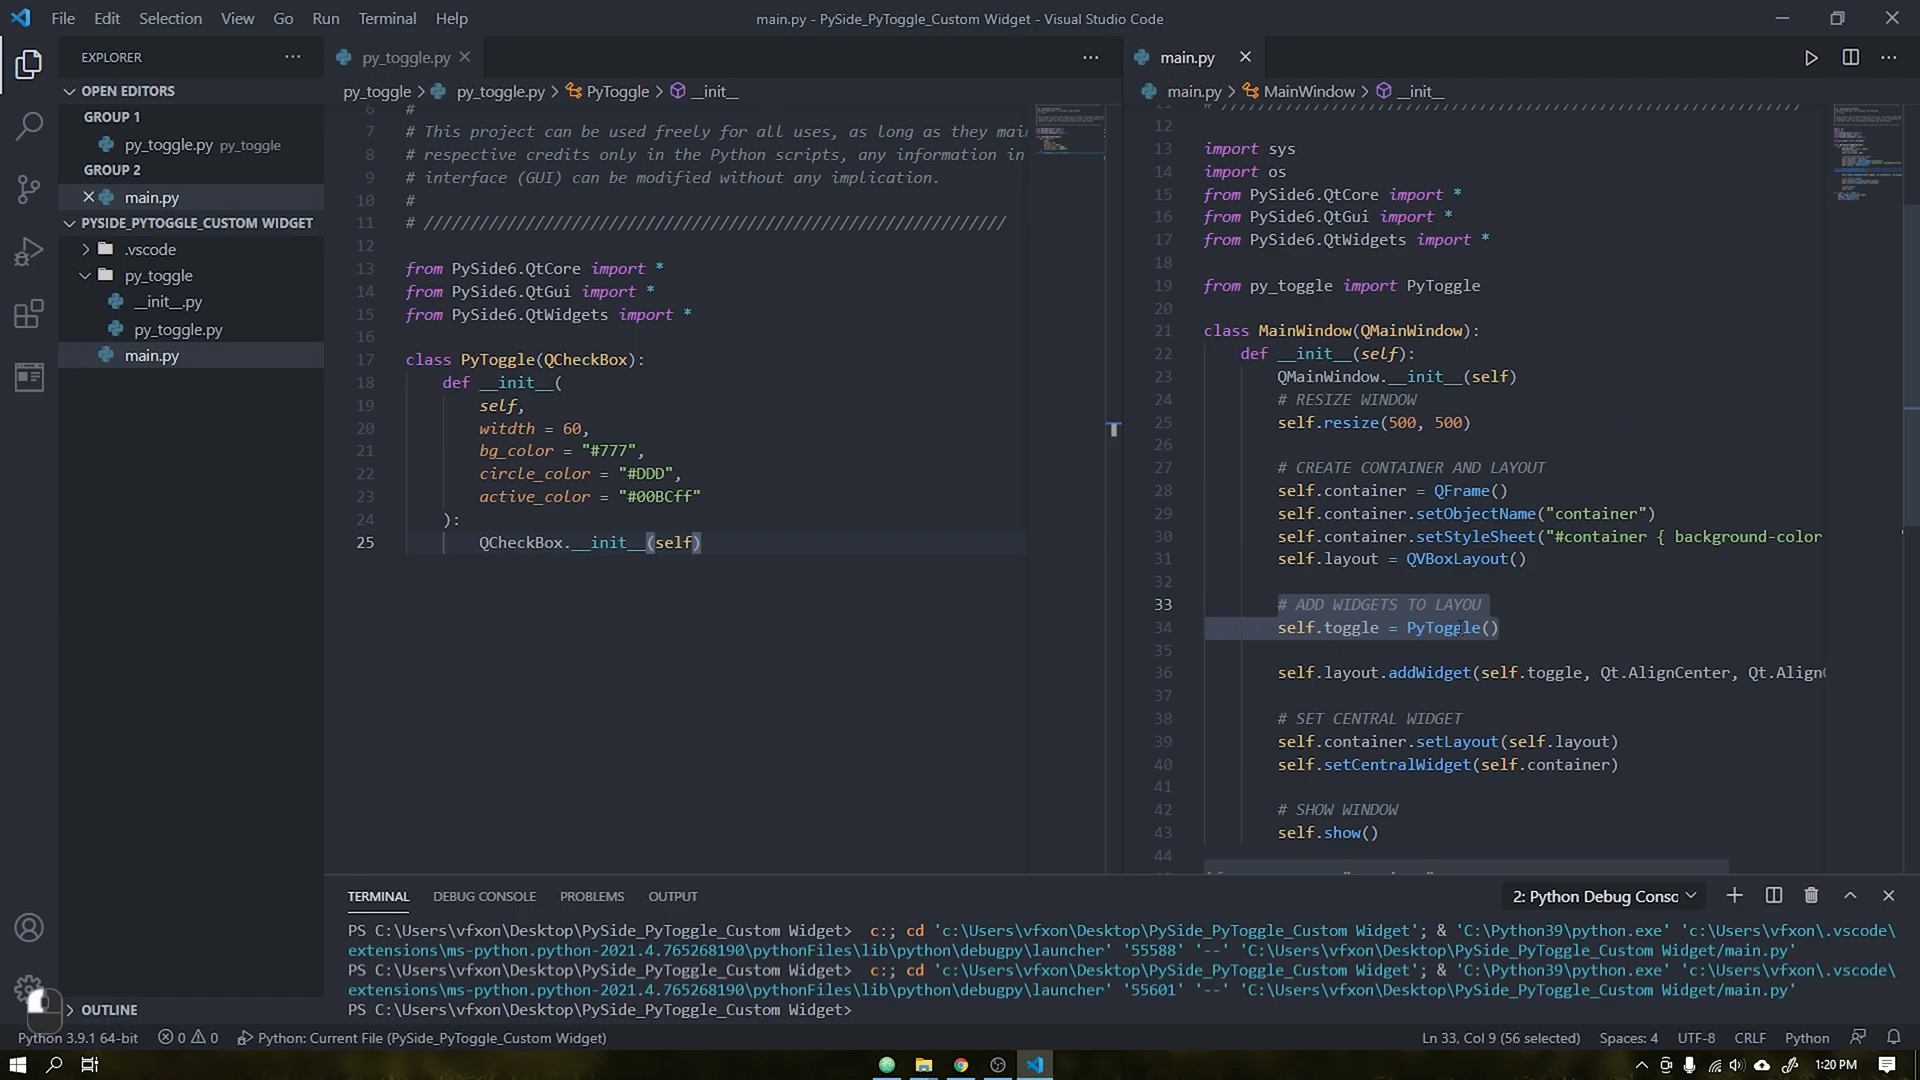 File Edit Selection View Go Run Terminal Help
main.py - PySide_PyToggle_Custom Widget - Visual Studio Code
EXPLORER
OPEN EDITORS
GROUP 1
py_toggle.py py_toggle
GROUP 2
main.py
PYSIDE_PYTOGGLE_CUSTOM WIDGET
.vscode
py_toggle
__init__.py
py_toggle.py
main.py
OUTLINE
py_toggle.py
py_toggle > py_toggle.py > PyToggle > __init__
6 #
7 # This project can be used freely for all uses, as long as they mai
8 # respective credits only in the Python scripts, any information in
9 # interface (GUI) can be modified without any implication.
10 #
11 # ///////////////////////////////////////////////////////////////
12
13 from PySide6.QtCore import *
14 from PySide6.QtGui import *
15 from PySide6.QtWidgets import *
16
17 class PyToggle(QCheckBox):
18 def __init__(
19 self,
20 witdth = 60,
21 bg_color = "#777",
22 circle_color = "#DDD",
23 active_color = "#00BCff"
24 ):
25 QCheckBox.__init__(self)
main.py
main.py > MainWindow > __init__
11 # ///////////////////////////////////////////////////////////////
12
13 import sys
14 import os
15 from PySide6.QtCore import *
16 from PySide6.QtGui import *
17 from PySide6.QtWidgets import *
18
19 from py_toggle import PyToggle
20
21 class MainWindow(QMainWindow):
22 def __init__(self):
23 QMainWindow.__init__(self)
24 # RESIZE WINDOW
25 self.resize(500, 500)
26
27 # CREATE CONTAINER AND LAYOUT
28 self.container = QFrame()
29 self.container.setObjectName("container")
30 self.container.setStyleSheet("#container { background-color
31 self.layout = QVBoxLayout()
32
33 # ADD WIDGETS TO LAYOU
34 self.toggle = PyToggle()
35
36 self.layout.addWidget(self.toggle, Qt.AlignCenter, Qt.AlignC
37
38 # SET CENTRAL WIDGET
39 self.container.setLayout(self.layout)
40 self.setCentralWidget(self.container)
41
42 # SHOW WINDOW
43 self.show()
44
TERMINAL DEBUG CONSOLE PROBLEMS OUTPUT
2: Python Debug Consc
PS C:\Users\vfxon\Desktop\PySide_PyToggle_Custom Widget> c:; cd 'c:\Users\vfxon\Desktop\PySide_PyToggle_Custom Widget'; & 'C:\Python39\python.exe' 'c:\Users\vfxon\.vscode\
extensions\ms-python.python-2021.4.765268190\pythonFiles\lib\python\debugpy\launcher' '55588' '--' 'C:\Users\vfxon\Desktop\PySide_PyToggle_Custom Widget/main.py'
PS C:\Users\vfxon\Desktop\PySide_PyToggle_Custom Widget> c:; cd 'c:\Users\vfxon\Desktop\PySide_PyToggle_Custom Widget'; & 'C:\Python39\python.exe' 'c:\Users\vfxon\.vscode\
extensions\ms-python.python-2021.4.765268190\pythonFiles\lib\python\debugpy\launcher' '55601' '--' 'C:\Users\vfxon\Desktop\PySide_PyToggle_Custom Widget/main.py'
PS C:\Users\vfxon\Desktop\PySide_PyToggle_Custom Widget>
Python 3.9.1 64-bit 0 0 Python: Current File (PySide_PyToggle_Custom Widget)
Ln 33, Col 9 (56 selected) Spaces: 4 UTF-8 CRLF Python
1:20 PM